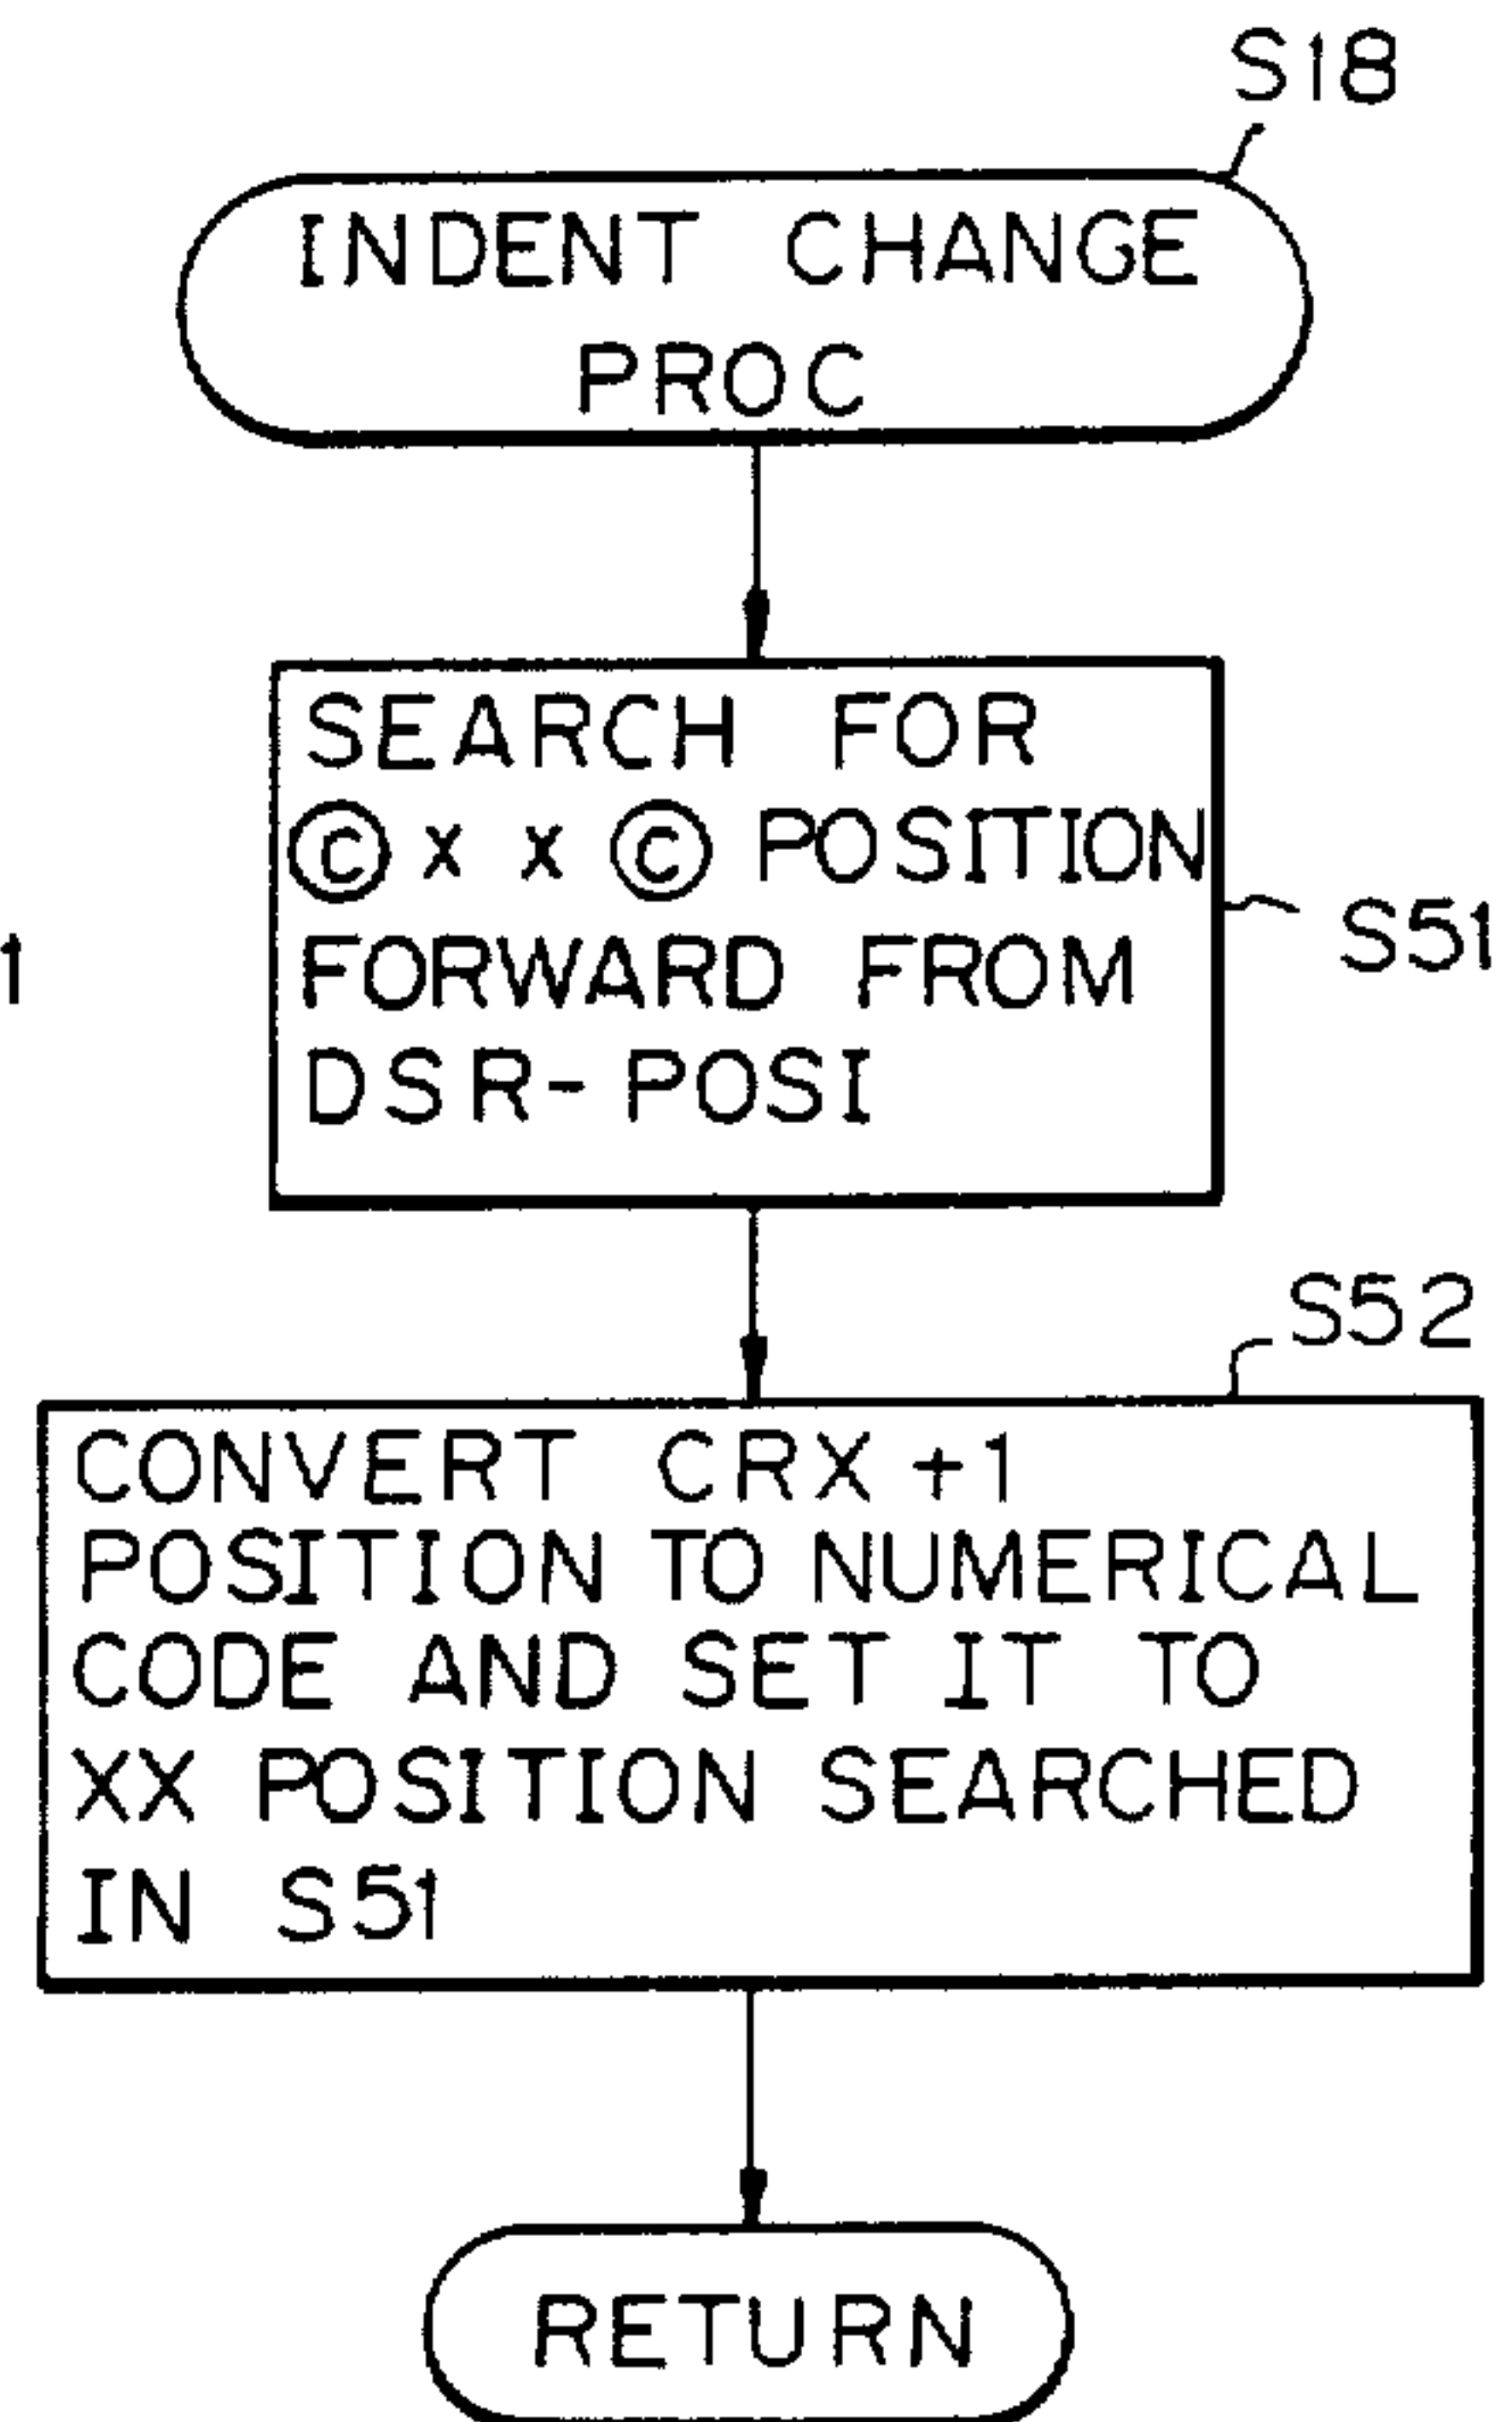 S18
INDENT CHANGE
PROC
SEARCH FOR
© x x © POSITION
FORWARD FROM
DSR-POSI
S51
1
S52
CONVERT CRX +1
POSITION TO NUMERICAL
CODE AND SET IT TO
XX POSITION SEARCHED
IN S51
RETURN